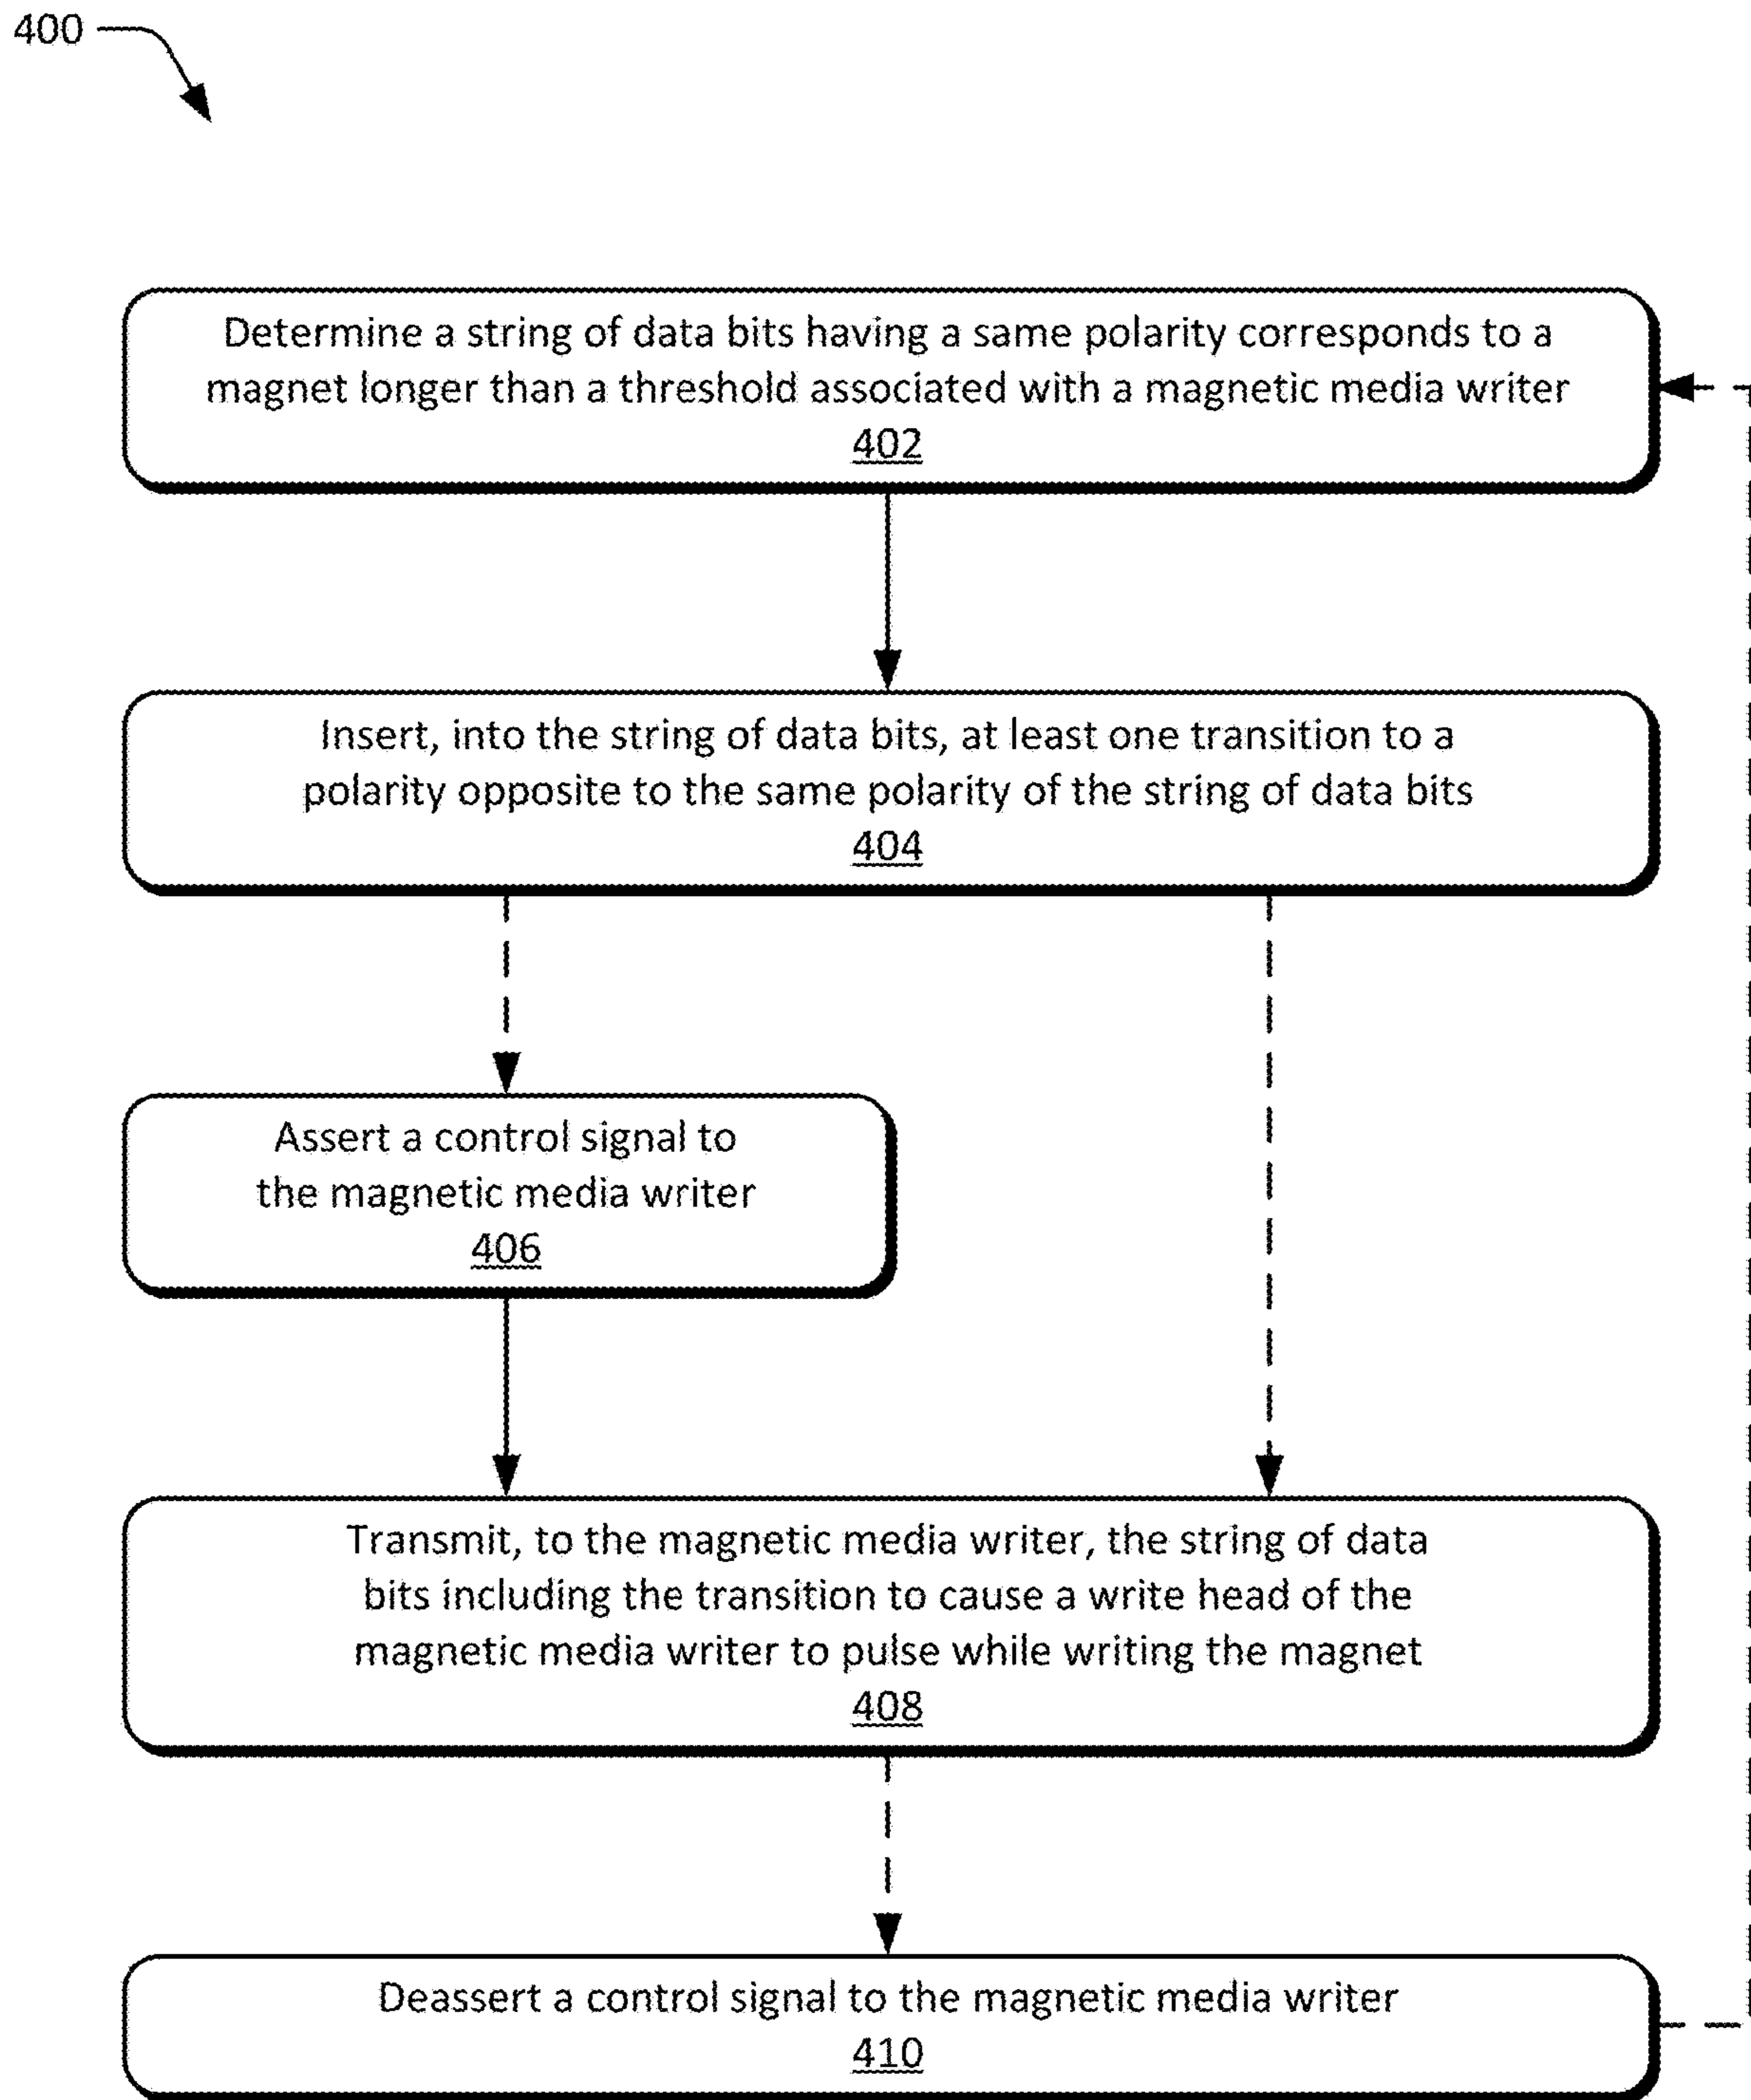 400
Determine a string of data bits having a same polarity corresponds to a
magnet longer than a threshold associated with a magnetic media writer
402
Insert, into the string of data bits, at least one transition to a
polarity opposite to the same polarity of the string of data bits
404
Assert a control signal to
the magnetic media writer
406
Transmit, to the magnetic media writer, the string of data
bits including the transition to cause a write head of the
magnetic media writer to pulse while writing the magnet
408
Deassert a control signal to the magnetic media writer
410